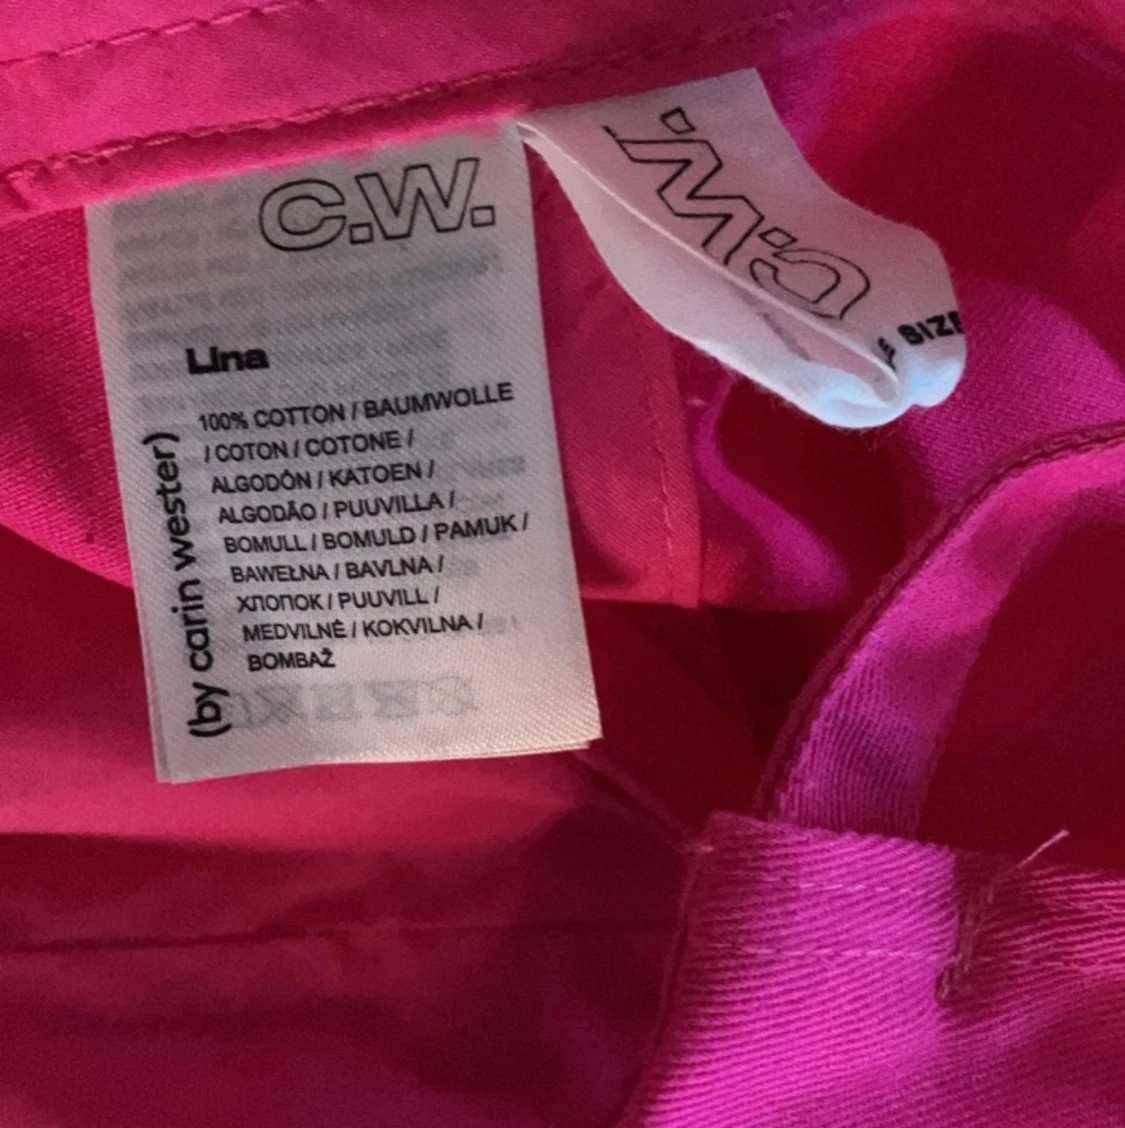 C.W.
Lina
100% COTTON / BAUMWOLLE
/ COTON / COTONE /
ALGODÓN / KATOEN /
ALGODÃO / PUUVILLA /
BOMULL / BOMULD / PAMUK /
BAWEŁNA / BAVLNA /
ХЛОПОК / PUUVILL /
MEDVILNĖ / KOKVILNA /
BOMBAŽ
(by carin wester)
C.W.
E SIZE